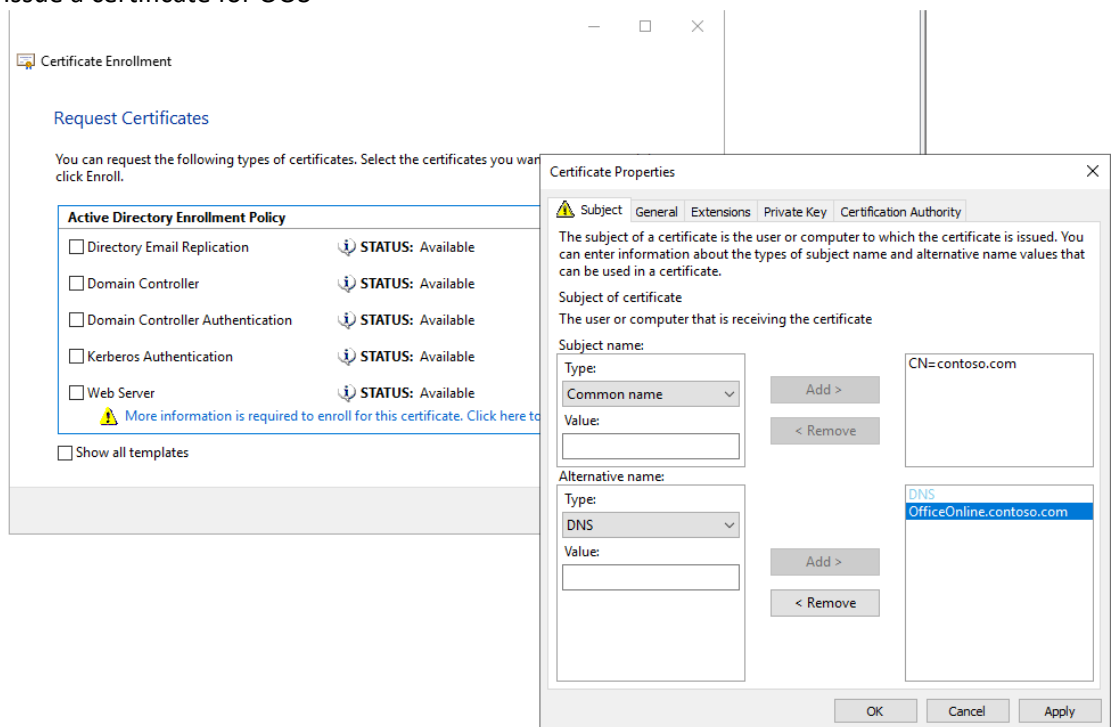 Issue a certificate for OOS
Certificate Enrollment
Request Certificates
You can request the following types of certificates. Select the certificates you
click Enroll.
Active Directory Enrollment Policy
Directory Email Replication STATUS: Available
Domain Controller STATUS: Available
Domain Controller Authentication STATUS: Available
Kerberos Authentication STATUS: Available
Web Server STATUS: Available
More information is required to enroll for this certificate. Click here to
Show all templates
Certificate Properties
Subject General Extensions Private Key Certification Authority
The subject of a certificate is the user or computer to which the certificate is issued. You
can enter information about the types of subject name and alternative name values that
can be used in a certificate.
Subject of certificate
The user or computer that is receiving the certificate
Subject name:
Type:
Common name
Value:
Add >
< Remove
CN=contoso.com
Alternative name:
Type:
DNS
Value:
Add >
< Remove
DNS
OfficeOnline.contoso.com
OK Cancel Apply